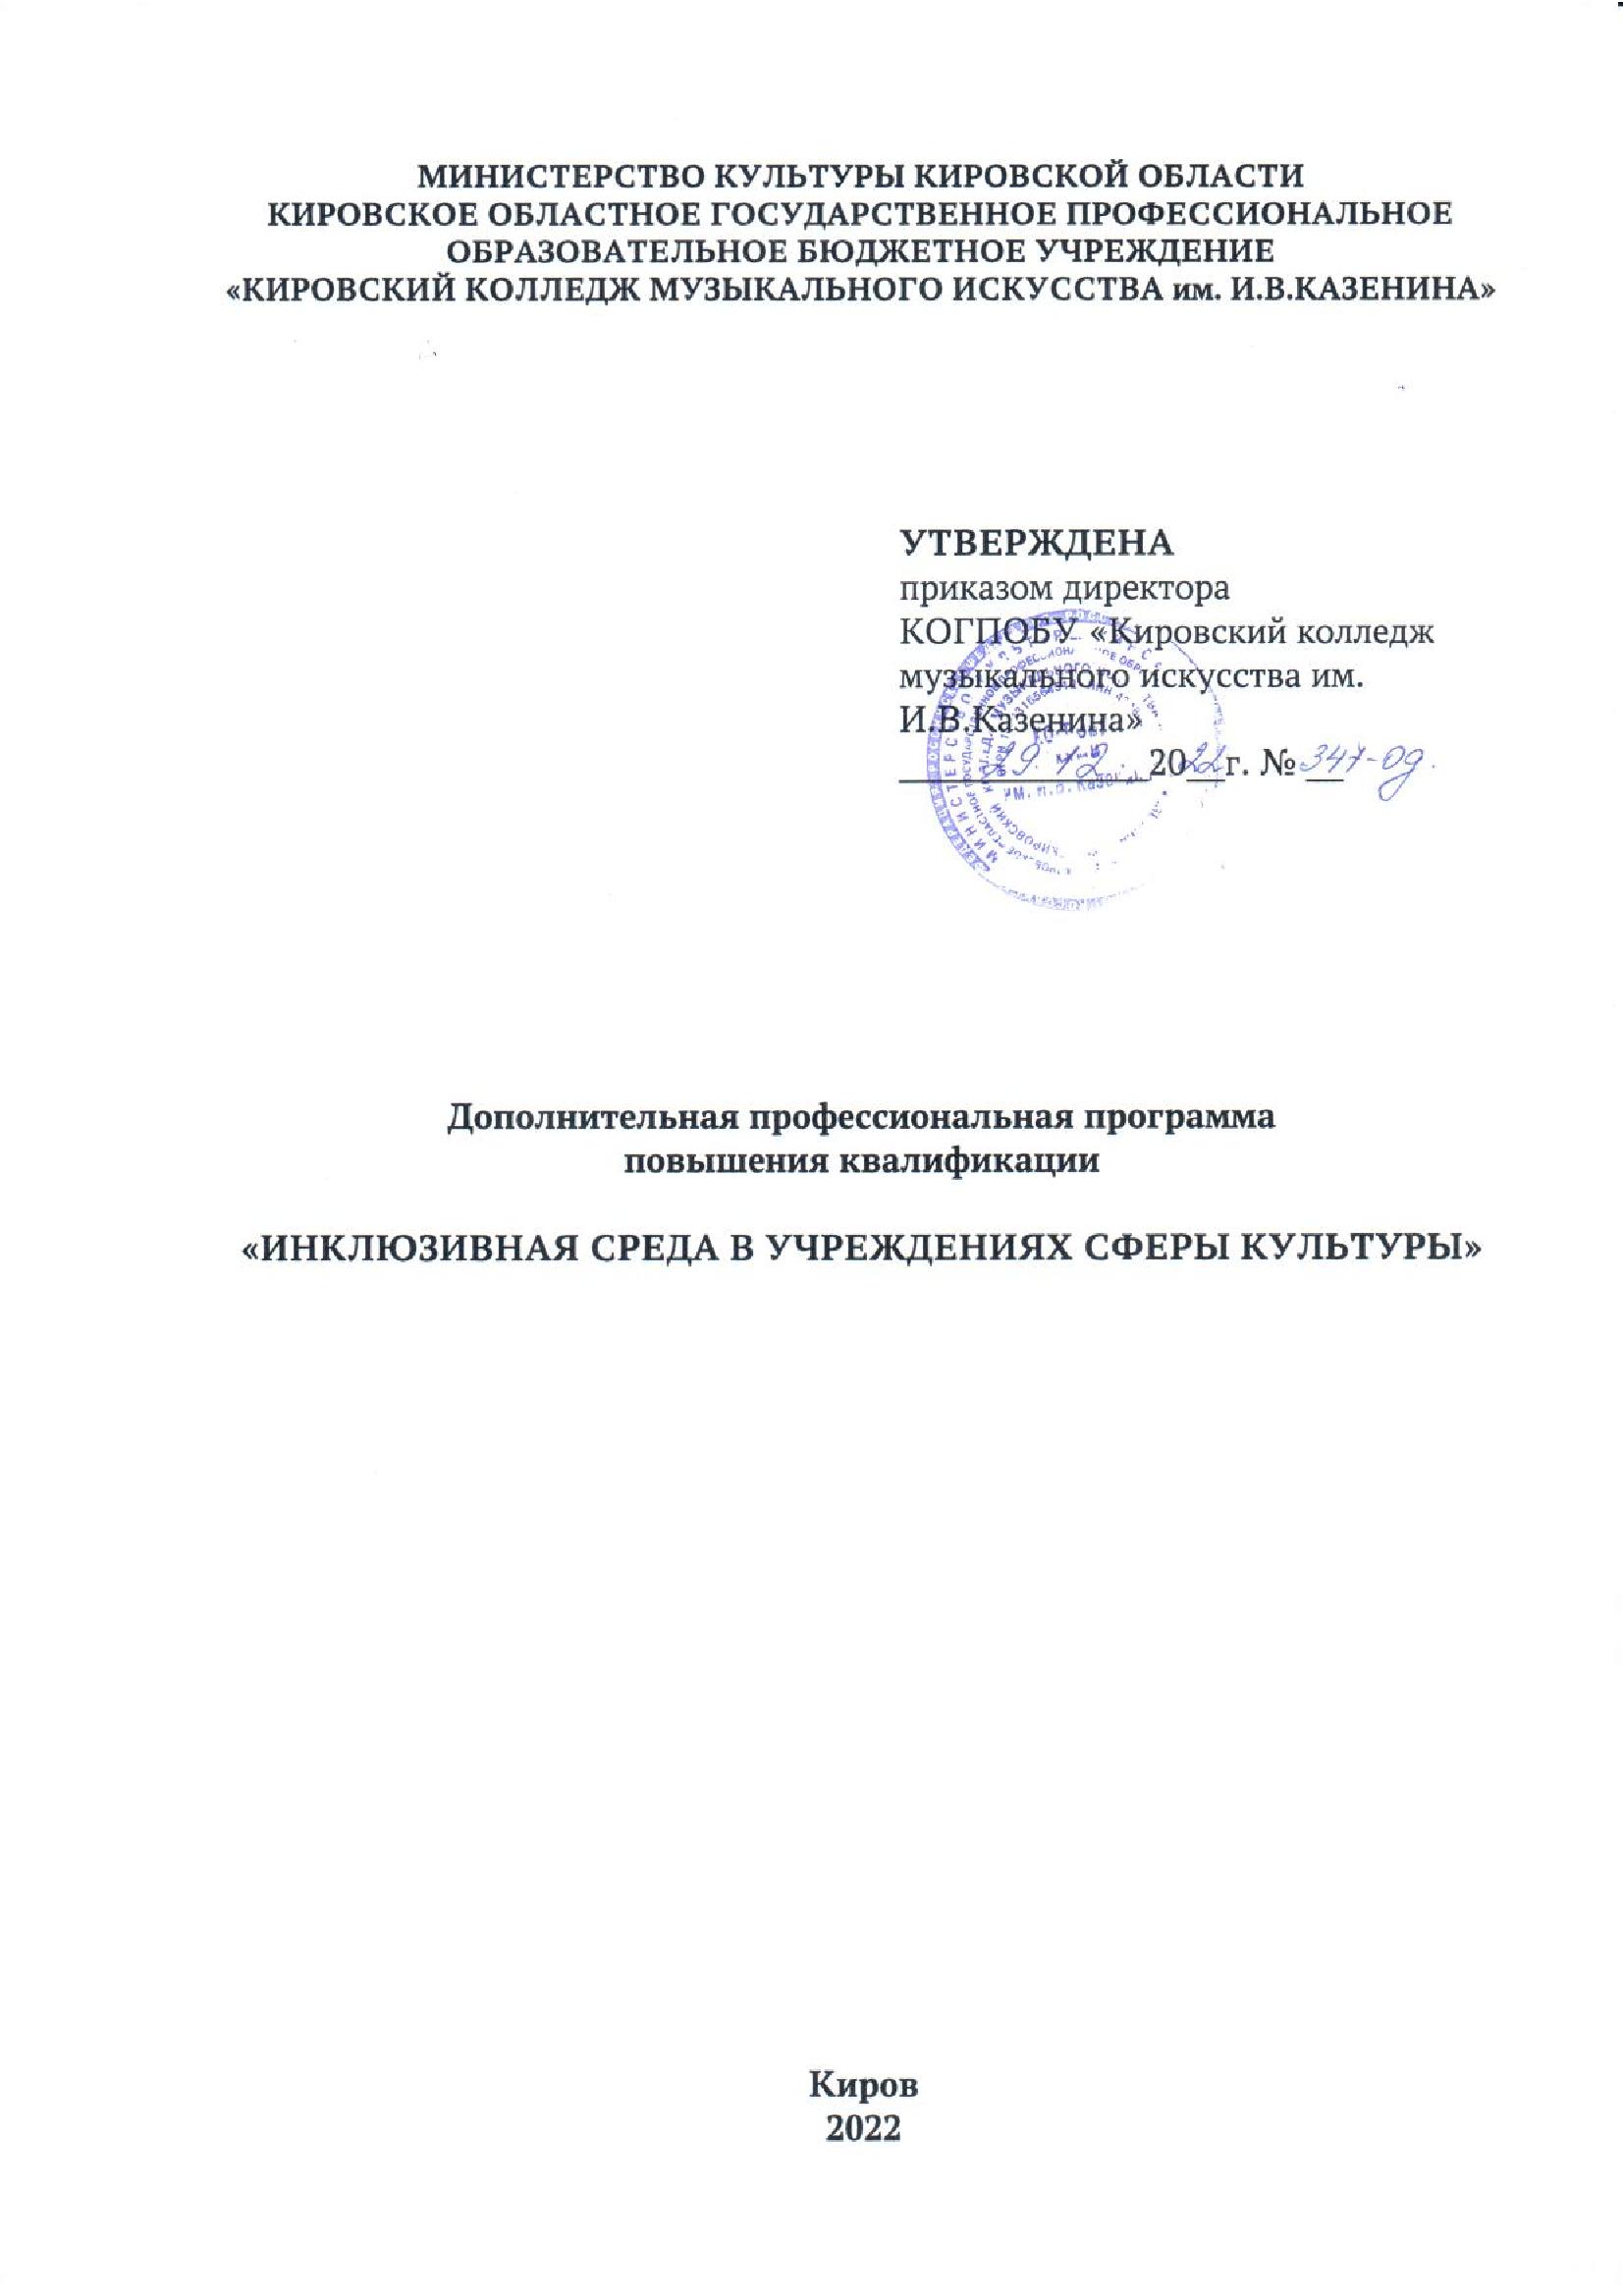 МИНИСТЕРСТВО КУЛЬТУРЫ КИРОВСКОЙ ОБЛАСТИ
КИРОВСКОЕ ОБЛАСТНОЕ ГОСУДАРСТВЕННОЕ ПРОФЕССИОНАЛЬНОЕ
ОБРАЗОВАТЕЛЬНОЕ БЮДЖЕТНОЕ УЧРЕЖДЕНИЕ
«КИРОВСКИЙ КОЛЛЕДЖ МУЗЫКАЛЬНОГО ИСКУССТВА им. И.В.КАЗЕНИНА»
УТВЕРЖДЕНА
приказом директора
КОГПОБУ «Кировский колледж
музыкального искусства им.
И.В.Казенина»
29.12. 2022г. № 347-од.
Дополнительная профессиональная программа
повышения квалификации
«ИНКЛЮЗИВНАЯ СРЕДА В УЧРЕЖДЕНИЯХ СФЕРЫ КУЛЬТУРЫ»
Киров
2022